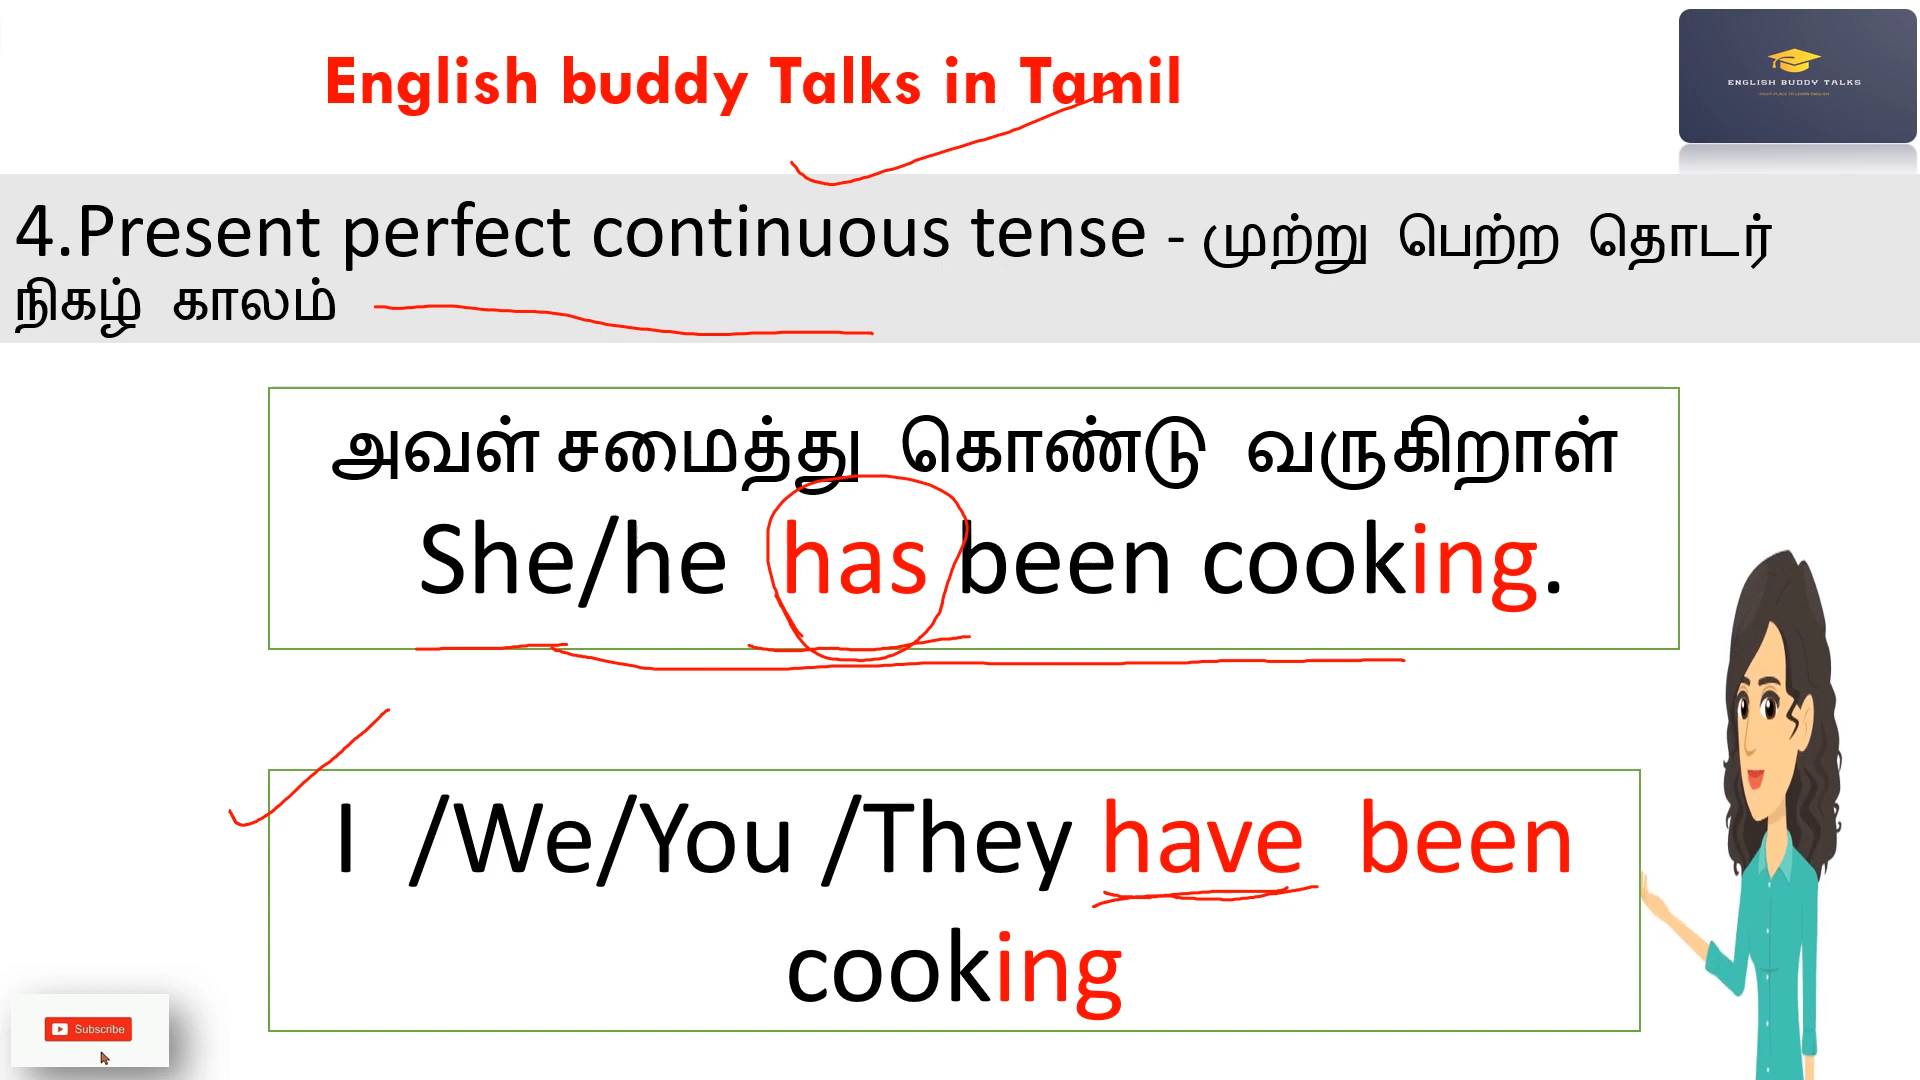 English buddy Talks in Tamil
ENGLISH BUDDY TALKS
4.Present perfect continuous tense - முற்று பெற்ற தொடர்
நிகழ் காலம்
அவள் சமைத்து கொண்டு வருகிறாள்
She/he has been cooking.
I /We/You /They have been
cooking
Subscribe